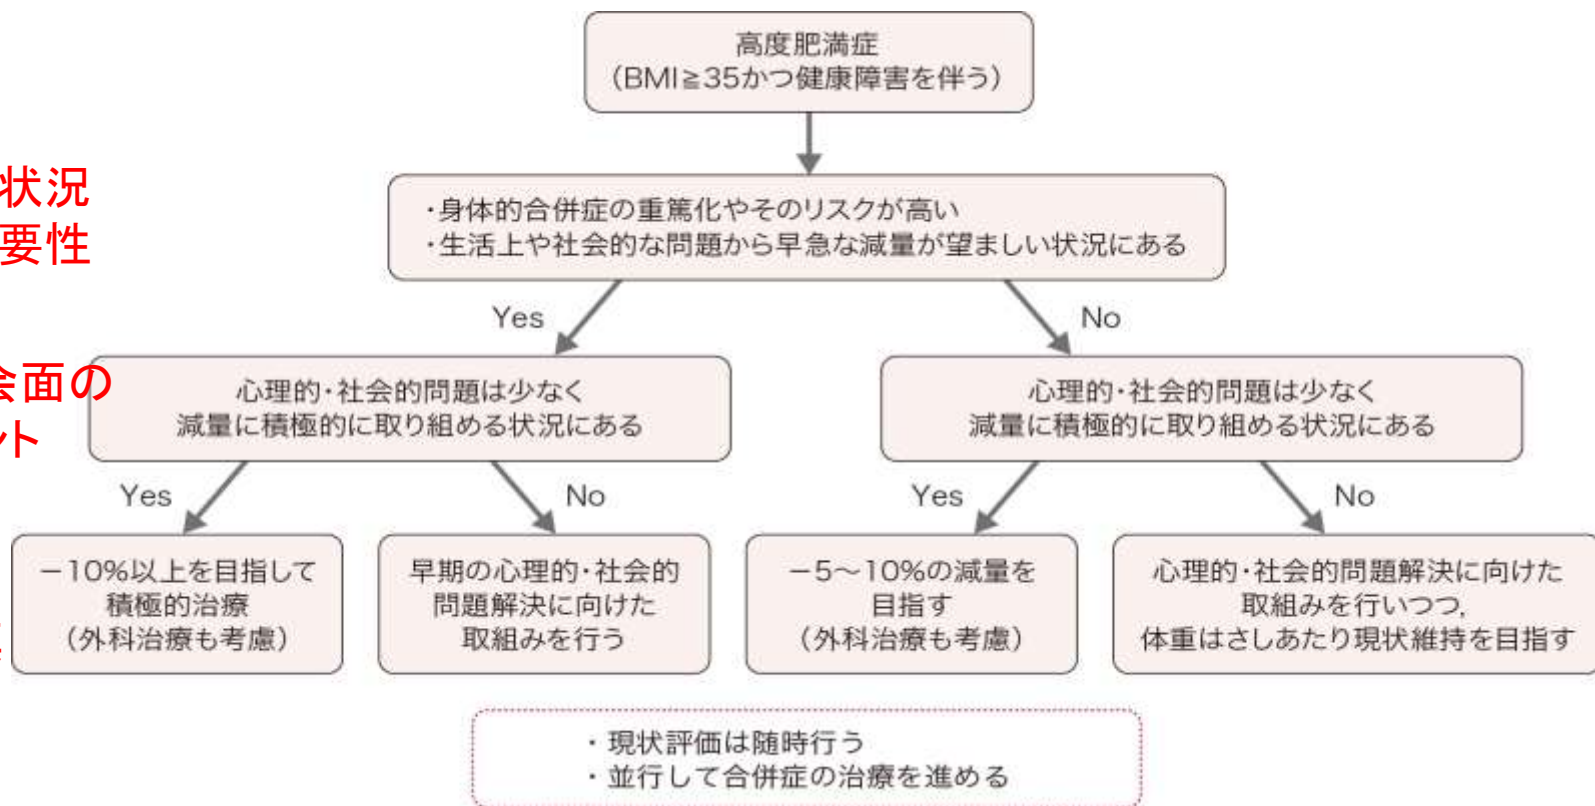 高度肥満症
（BMI≧35かつ健康障害を伴う）
状況
要性
・身体的合併症の重篤化やそのリスクが高い
・生活上や社会的な問題から早急な減量が望ましい状況にある
Yes
No
会面の
ント
心理的・社会的問題は少なく
減量に積極的に取り組める状況にある
心理的・社会的問題は少なく
減量に積極的に取り組める状況にある
Yes
No
Yes
No
－10%以上を目指して
積極的治療
（外科治療も考慮）
早期の心理的・社会的
問題解決に向けた
取組みを行う
－5～10%の減量を
目指す
（外科治療も考慮）
心理的・社会的問題解決に向けた
取組みを行いつつ，
体重はさしあたり現状維持を目指す
・現状評価は随時行う
・並行して合併症の治療を進める